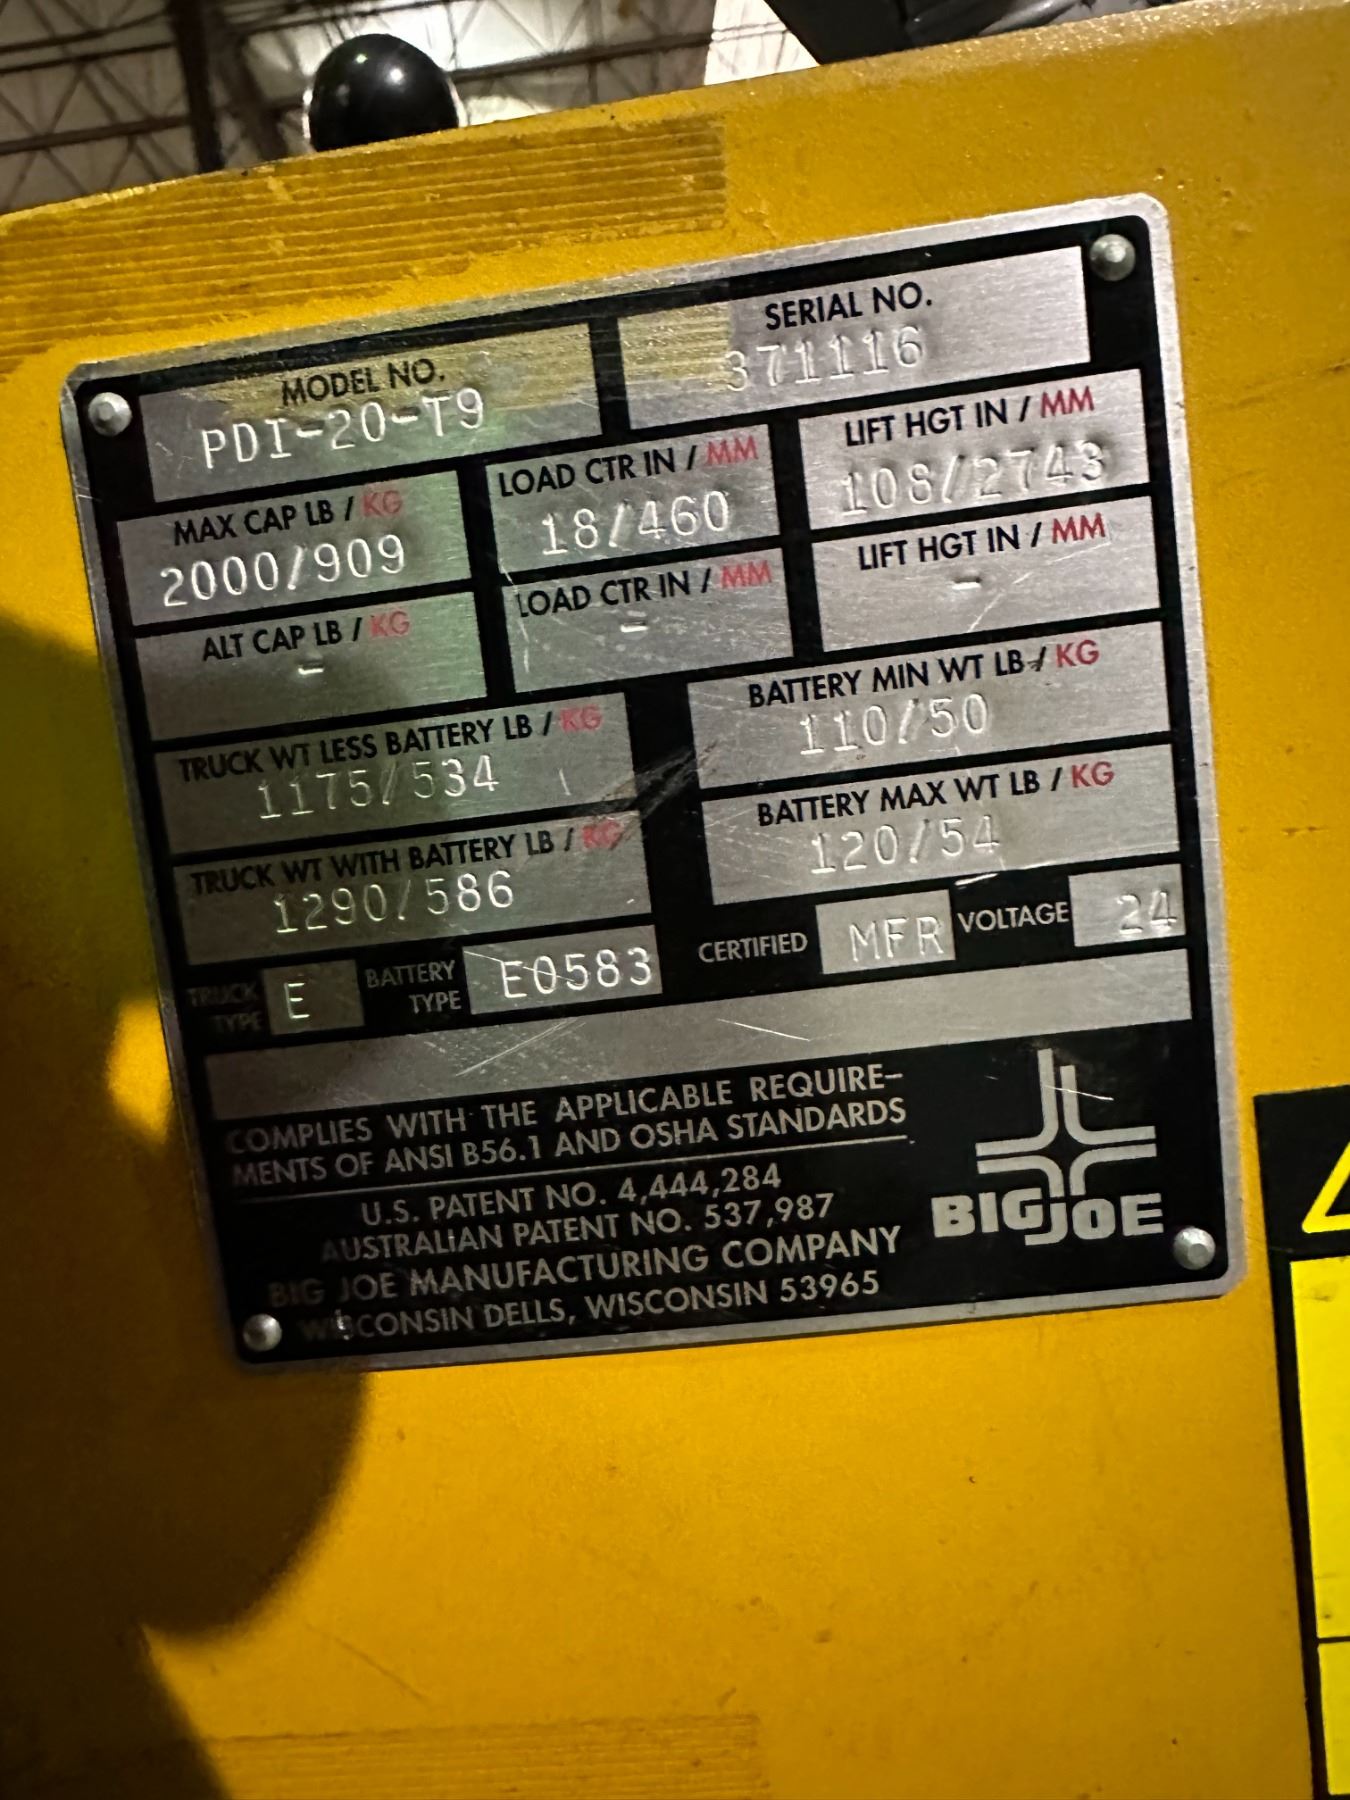 MODEL NO.
PDI-20-T9
SERIAL NO.
371116
MAX CAP LB / KG
2000/909
LOAD CTR IN / MM
18/460
LIFT HGT IN / MM
108/2743
ALT CAP LB / KG
-
LOAD CTR IN / MM
-
LIFT HGT IN / MM
-
TRUCK WT LESS BATTERY LB / KG
1175/534
BATTERY MIN WT LB / KG
110/50
TRUCK WT WITH BATTERY LB / KG
1290/586
BATTERY MAX WT LB / KG
120/54
TRUCK TYPE
E
BATTERY TYPE
E0583
CERTIFIED
MFR
VOLTAGE
24
COMPLIES WITH THE APPLICABLE REQUIRE-
MENTS OF ANSI B56.1 AND OSHA STANDARDS
U.S. PATENT NO. 4,444,284
AUSTRALIAN PATENT NO. 537,987
BIG JOE MANUFACTURING COMPANY
WISCONSIN DELLS, WISCONSIN 53965
BIG JOE